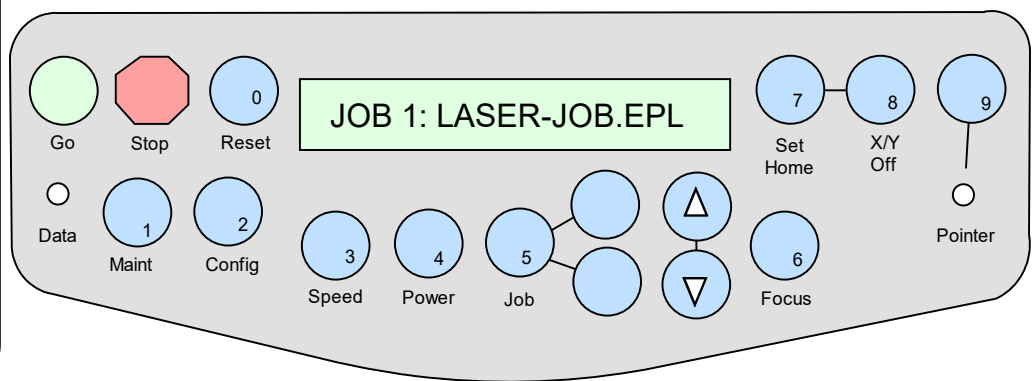 0
JOB 1: LASER-JOB.EPL
7
8
9
Go
Stop
Reset
Set
Home
X/Y
Off
1
2
Data
Pointer
3
4
5
6
Maint
Config
Speed
Power
Job
Focus